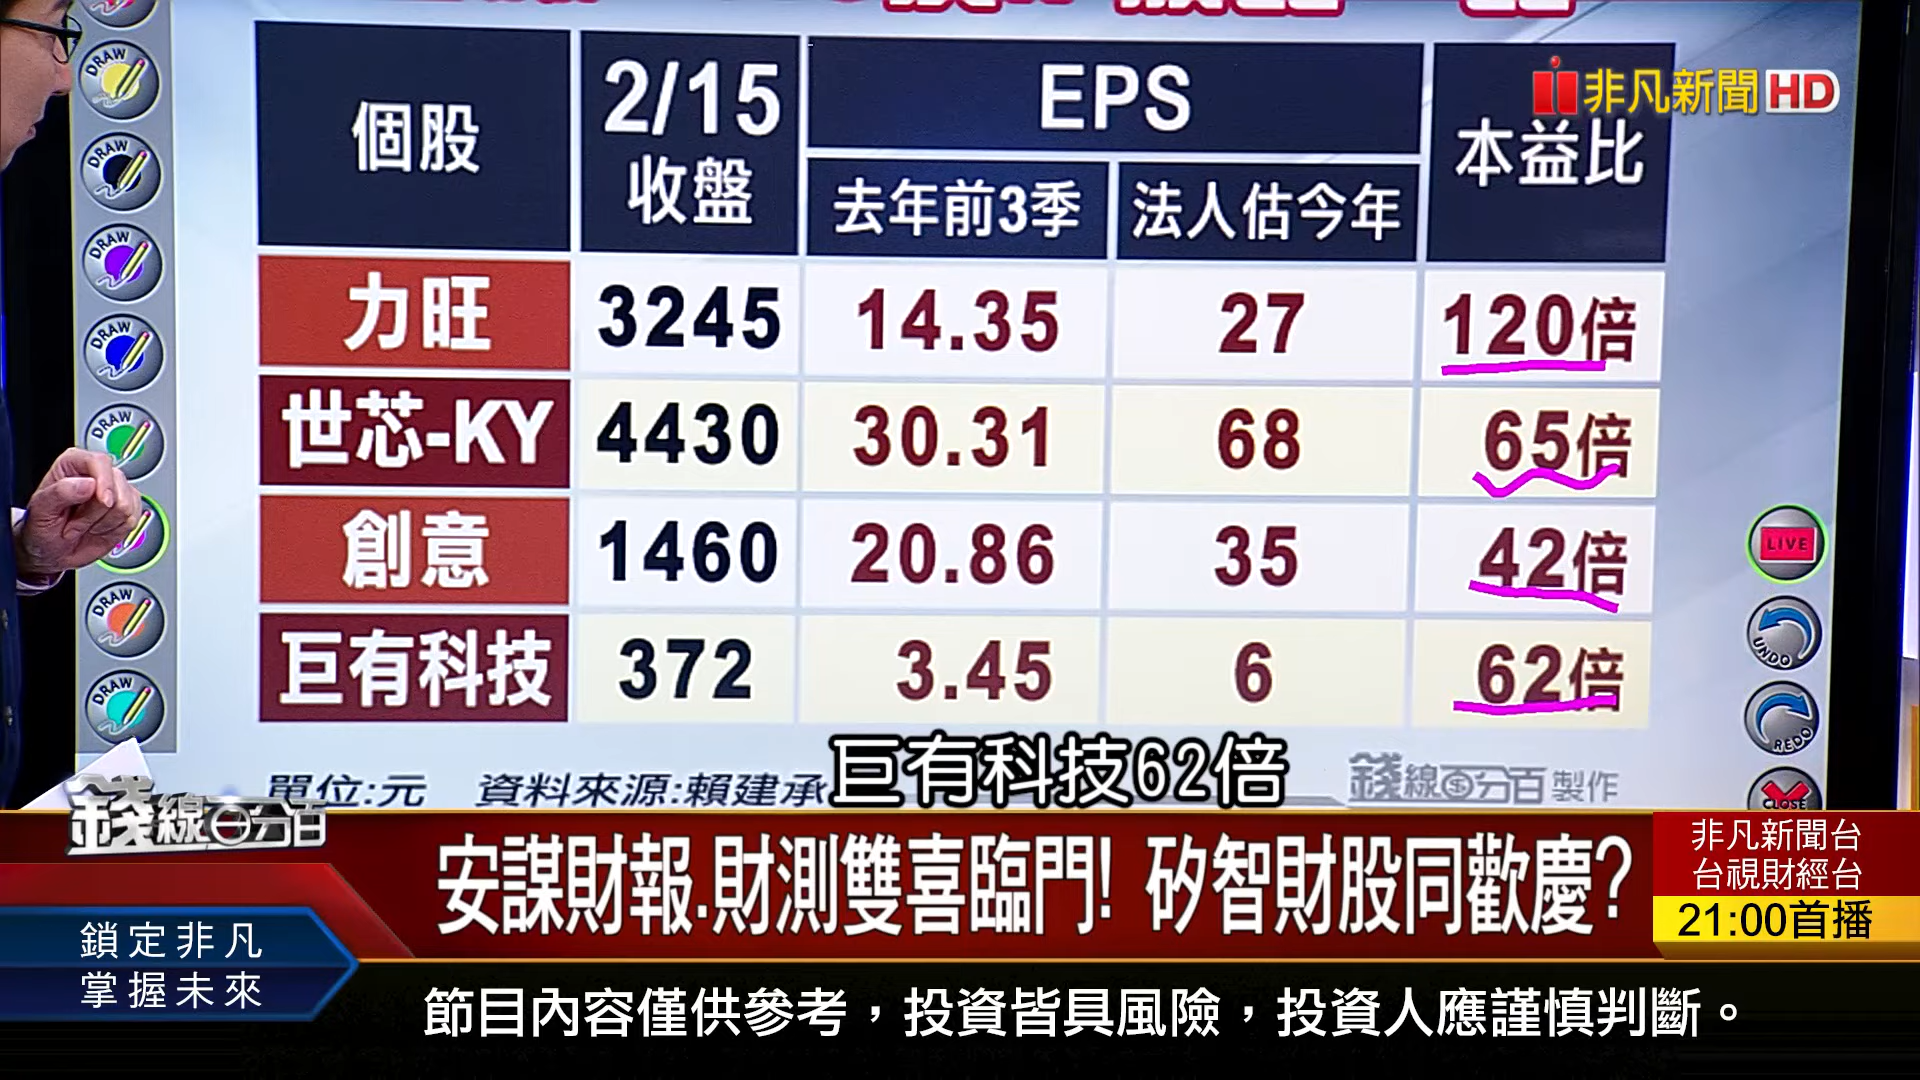 個股
2/15
收盤
EPS
本益比
去年前3季
法人估今年
力旺 3245 14.35 27 120倍
世芯-KY 4430 30.31 68 65倍
創意 1460 20.86 35 42倍
巨有科技 372 3.45 6 62倍
單位:元 資料來源:賴建承
錢線百分百製作
巨有科技62倍
非凡新聞HD
DRAW
DRAW
DRAW
DRAW
DRAW
DRAW
DRAW
LIVE
UNDO
REDO
CLOSE
錢線百分百
安謀財報.財測雙喜臨門! 矽智財股同歡慶?
非凡新聞台
台視財經台
21:00首播
鎖定非凡
掌握未來
節目內容僅供參考，投資皆具風險，投資人應謹慎判斷。